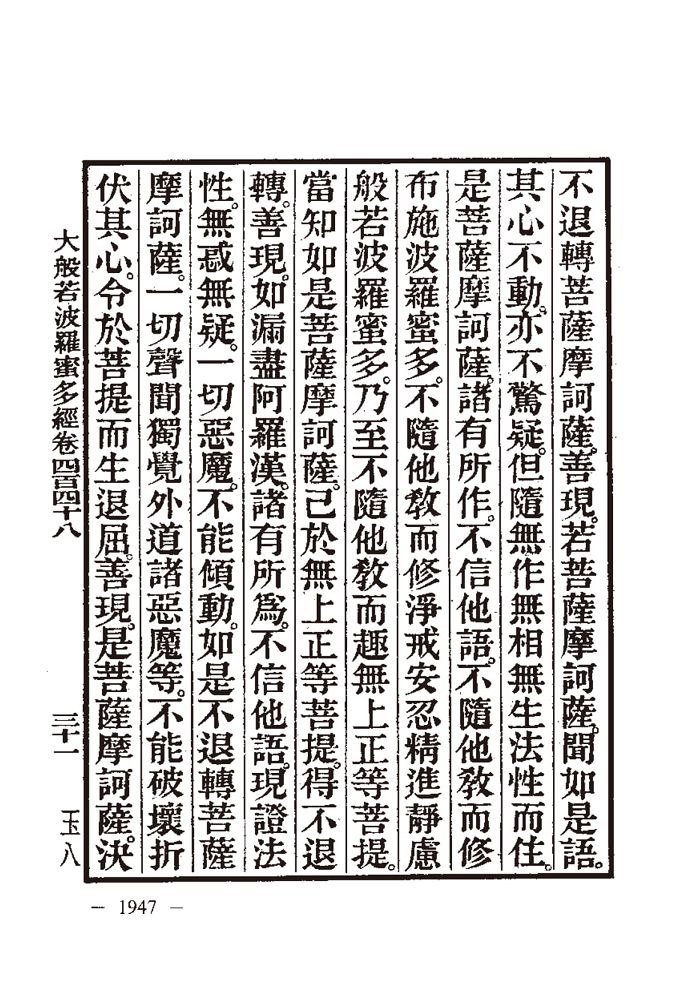 不退轉菩薩摩訶薩。善現。若菩薩摩訶薩。聞如是語。
其心不動。亦不驚疑。但隨無作無相無生法性而住。
是菩薩摩訶薩。諸有所作。不信他語。不隨他敎而修
布施波羅蜜多。不隨他敎而修淨戒安忍精進靜慮
般若波羅蜜多。乃至不隨他敎而趣無上正等菩提。
當知如是菩薩摩訶薩。已於無上正等菩提。得不退
轉。善現。如漏盡阿羅漢。諸有所爲。不信他語。現證法
性。無惑無疑。一切惡魔。不能傾動。如是不退轉菩薩
摩訶薩。一切聲聞獨覺外道諸惡魔等。不能破壞折
伏其心。令於菩提而生退屈。善現。是菩薩摩訶薩。決
大般若波羅蜜多經卷四百四十八 三十一 玉八
— 1947 —